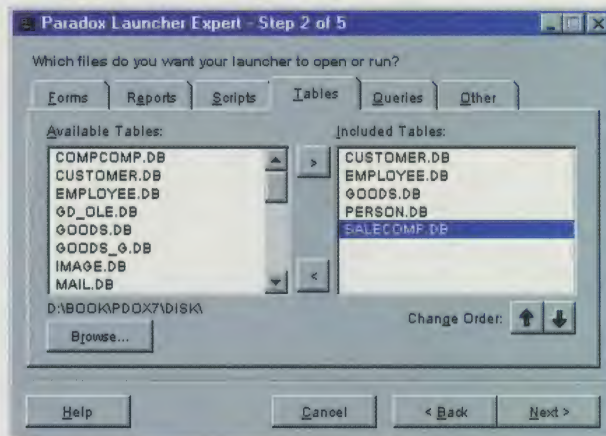 Paradox Launcher Expert - Step 2 of 5
Which files do you want your launcher to open or run?
Forms Reports Scripts Tables Queries Other
Available Tables:
COMPCOMP.DB
CUSTOMER.DB
EMPLOYEE.DB
GD_OLE.DB
GOODS.DB
GOODS_G.DB
IMAGE.DB
MAIL.DB
>
<
Included Tables:
CUSTOMER.DB
EMPLOYEE.DB
GOODS.DB
PERSON.DB
SALECOMP.DB
D:\BOOK\PDOX7\DISK\
Change Order:
Browse...
Help Cancel < Back Next >